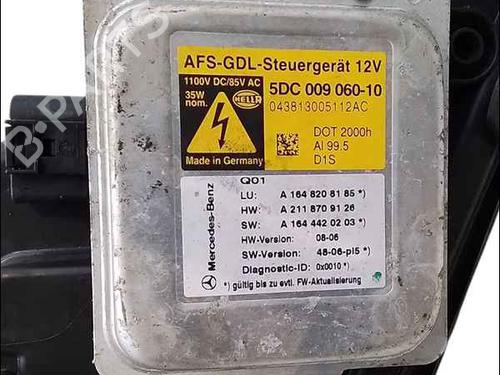 AFS-GDL-Steuergerät 12V
1100V DC/85V AC
35W nom.
HELLA
5DC 009 060-10
043813005112AC
DOT 2000h
Al 99.5
D1S
Made in Germany
Mercedes-Benz
Q01
LU: A 164 820 81 85 *)
HW: A 211 870 91 26
SW: A 164 442 02 03 *)
HW-Version: 08-06
SW-Version: 48-06-pl5 *)
Diagnostic-ID: 0x0010 *)
*) gültig bis zu evtl. FW-Aktualisierung
B-PARTS